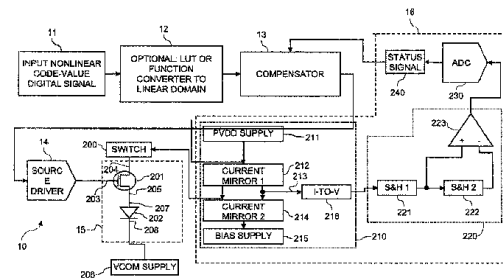 11
12
13
16
INPUT NONLINEAR
CODE-VALUE
DIGITAL SIGNAL
OPTIONAL: LUT OR
FUNCTION
CONVERTER TO
LINEAR DOMAIN
COMPENSATOR
STATUS
SIGNAL
240
ADC
230
14
SOURC
E
DRIVER
200
SWITCH
204
201
203
205
207
202
208
15
4
10
VCOM SUPPLY
206
PVDD SUPPLY
211
CURRENT
MIRROR 1
212
213
CURRENT
MIRROR 2
214
BIAS SUPPLY
215
I-TO-V
216
210
223
S&H 1
221
S&H 2
222
220